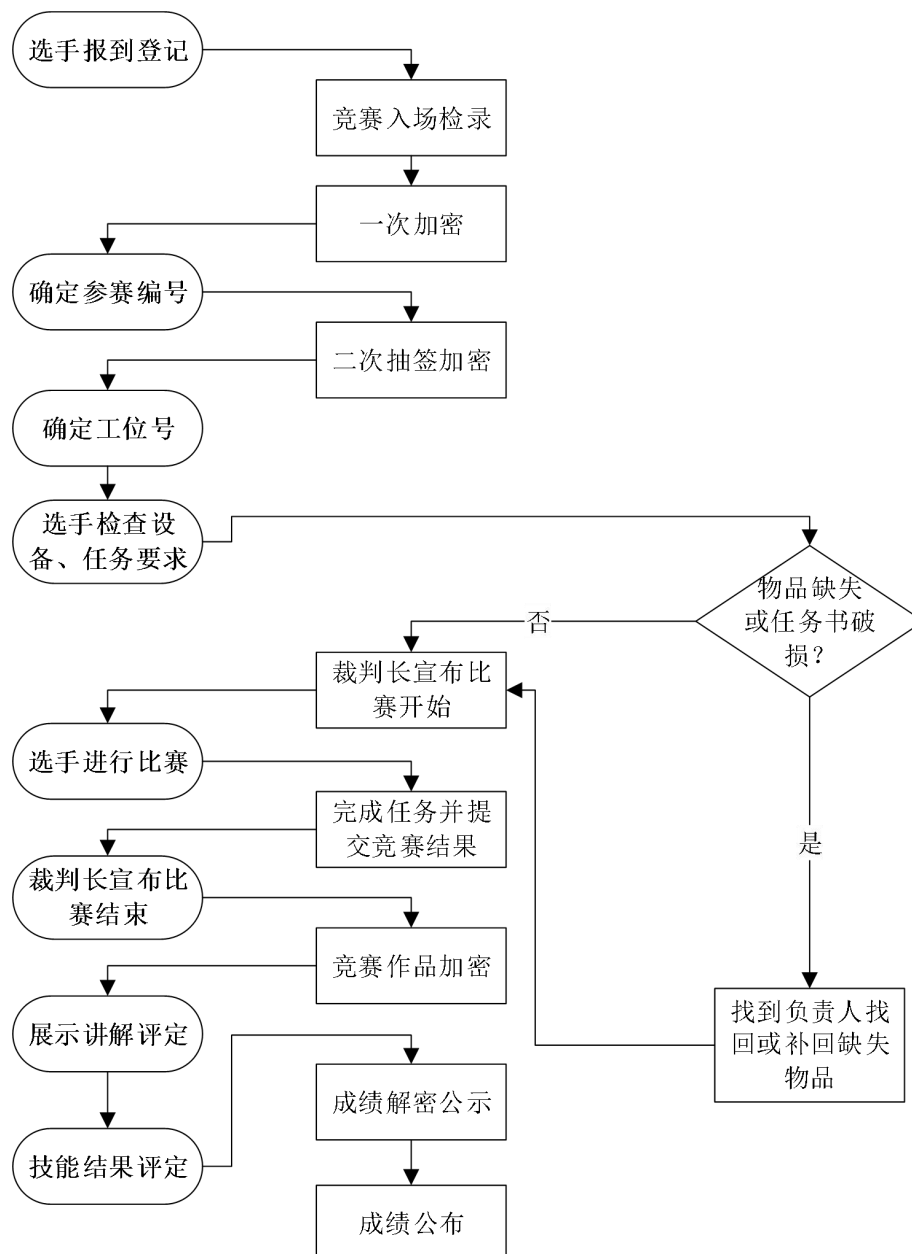 选手报到登记
竞赛入场检录
一次加密
确定参赛编号
二次抽签加密
确定工位号
选手检查设
备、任务要求
物品缺失
或任务书破
损？
否
裁判长宣布比
赛开始
选手进行比赛
完成任务并提
交竞赛结果
是
裁判长宣布比
赛结束
竞赛作品加密
展示讲解评定
找到负责人找
回或补回缺失
物品
成绩解密公示
技能结果评定
成绩公布